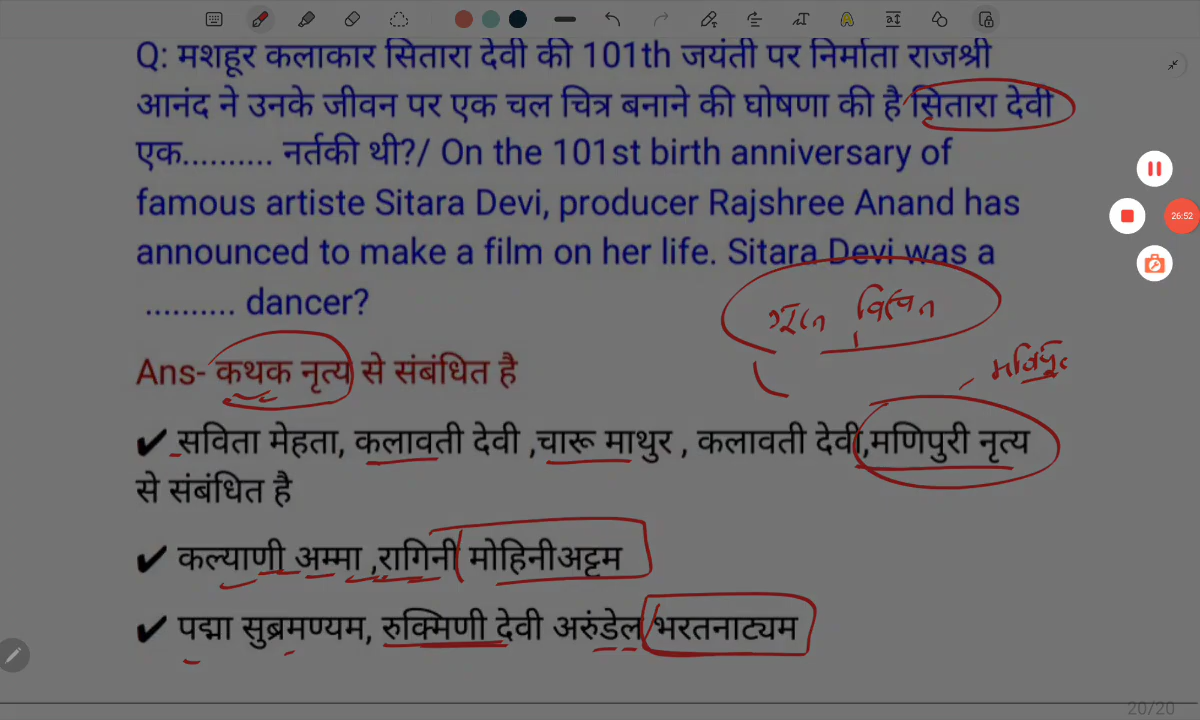 Q: मशहूर कलाकार सितारा देवी की 101th जयंती पर निर्माता राजश्री
आनंद ने उनके जीवन पर एक चल चित्र बनाने की घोषणा की है सितारा देवी
एक.......... नर्तकी थी?/ On the 101st birth anniversary of
famous artiste Sitara Devi, producer Rajshree Anand has
announced to make a film on her life. Sitara Devi was a
.......... dancer?
26:52
Ans- कथक नृत्य से संबंधित है
✔ सविता मेहता, कलावती देवी ,चारू माथुर , कलावती देवी,मणिपुरी नृत्य
से संबंधित है
✔ कल्याणी अम्मा ,रागिनी मोहिनीअट्टम
✔ पद्मा सुब्रमण्यम, रुक्मिणी देवी अरुंडेल भरतनाट्यम
20/20